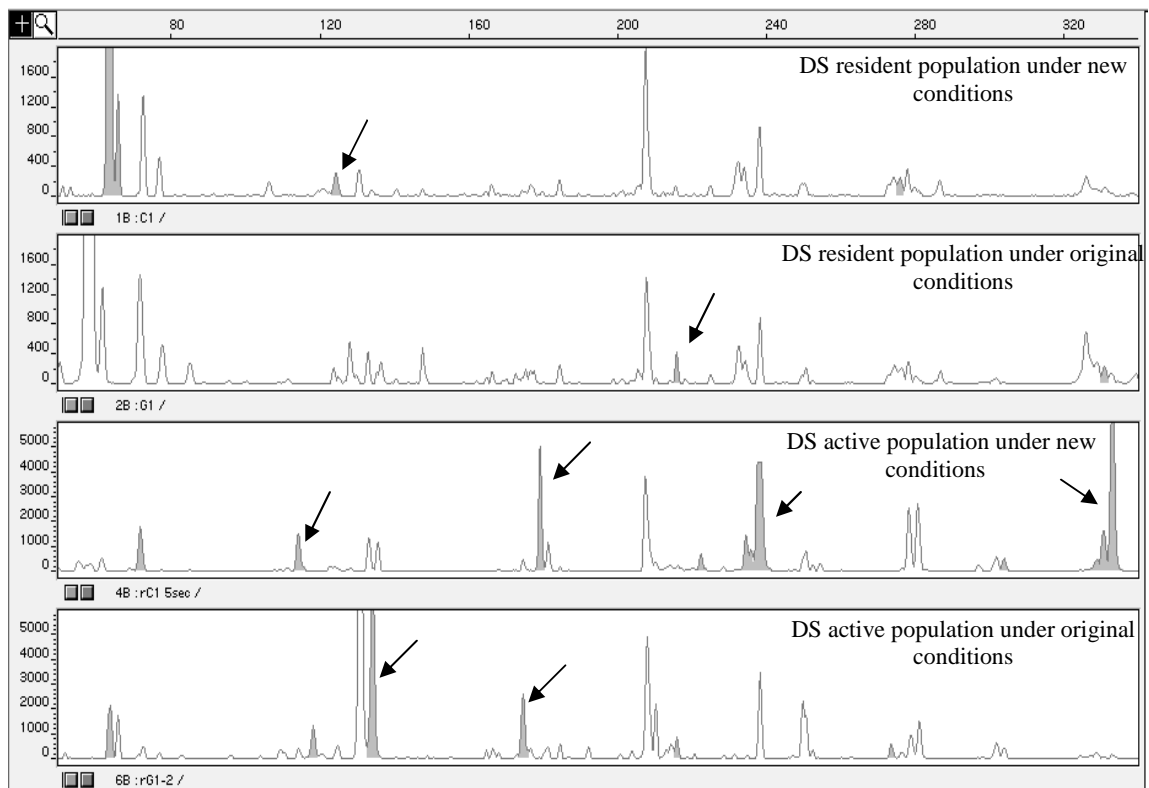 80 120 160 200 240 280 320
DS resident population under new
conditions
1600
1200
800
400
0
1B :C1 /
DS resident population under original
conditions
1600
1200
800
400
0
2B :G1 /
DS active population under new
conditions
5000
4000
3000
2000
1000
0
4B :rC1 5sec /
DS active population under original
conditions
5000
4000
3000
2000
1000
0
6B :rG1-2 /